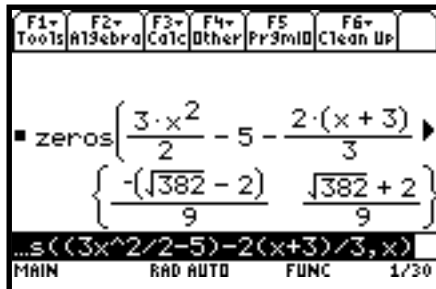 F1▾ F2▾ F3▾ F4▾ F5 F6▾
Tools Algebra Calc Other PrgmIO Clean Up
▪ zeros(3·x²/2 - 5 - 2·(x + 3)/3 ▶
{-(√382 - 2)/9 √382 + 2/9}
…s((3x^2/2-5)-2(x+3)/3,x)
MAIN RAD AUTO FUNC 1/30